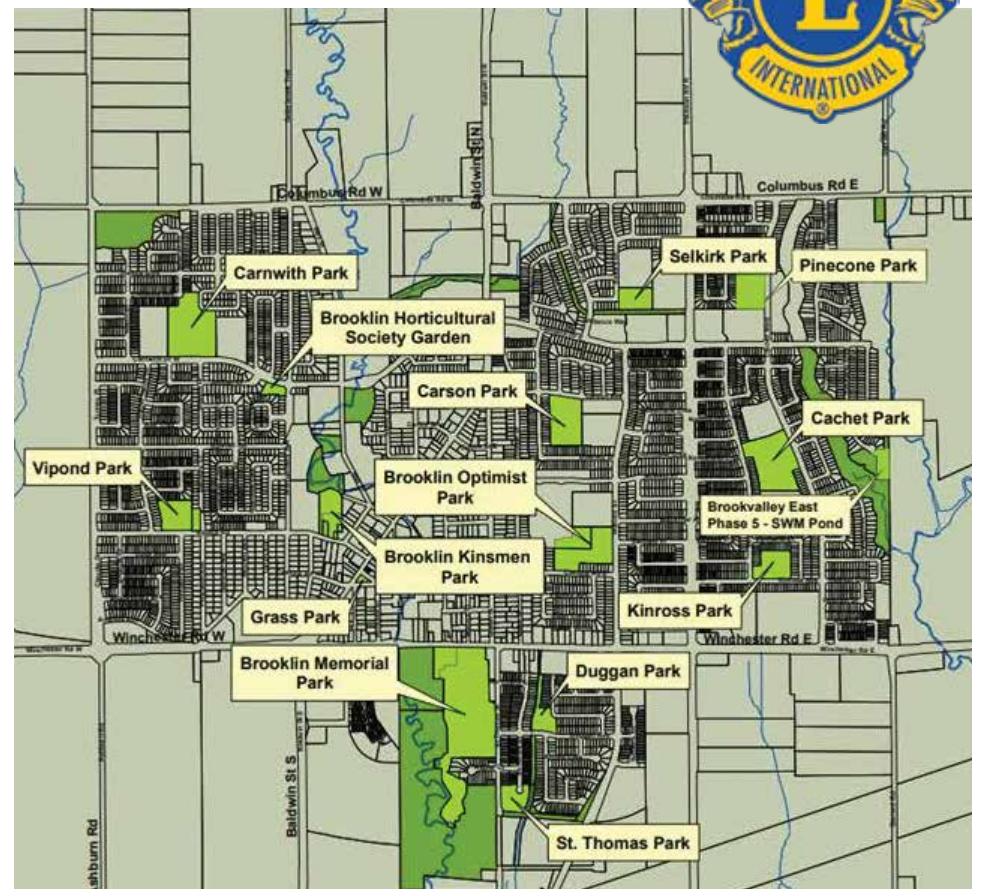 L
INTERNATIONAL
®
Baldwin St N
Columbus Rd W
Columbus Rd E
Carnwith Park
Selkirk Park
Pinecone Park
Brooklin Horticultural
Society Garden
Carson Park
Cachet Park
Vipond Park
Brooklin Optimist
Park
Brookvalley East
Phase 5 - SWM Pond
Brooklin Kinsmen
Park
Grass Park
Kinross Park
Winchester Rd W
Winchester Rd E
Brooklin Memorial
Park
Duggan Park
Baldwin St S
St. Thomas Park
shburn Rd